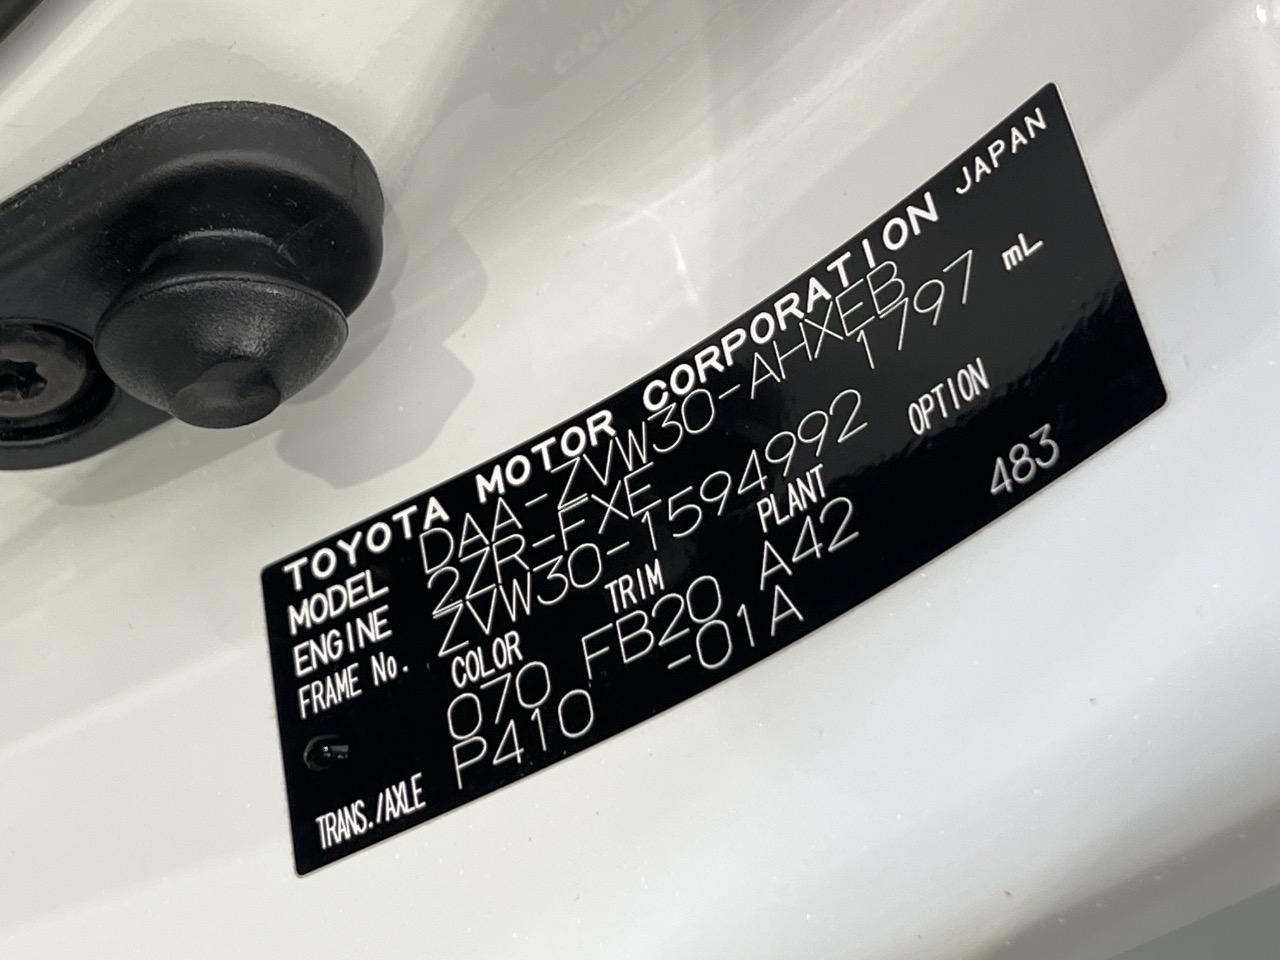 TOYOTA MOTOR CORPORATION JAPAN
MODEL DAA-ZVW30-AHXEB
ENGINE 2ZR-FXE 1797 mL
FRAME No. ZVW30-1594992
COLOR TRIM PLANT OPTION
070 FB20 A42 483
TRANS./AXLE P410 -01A